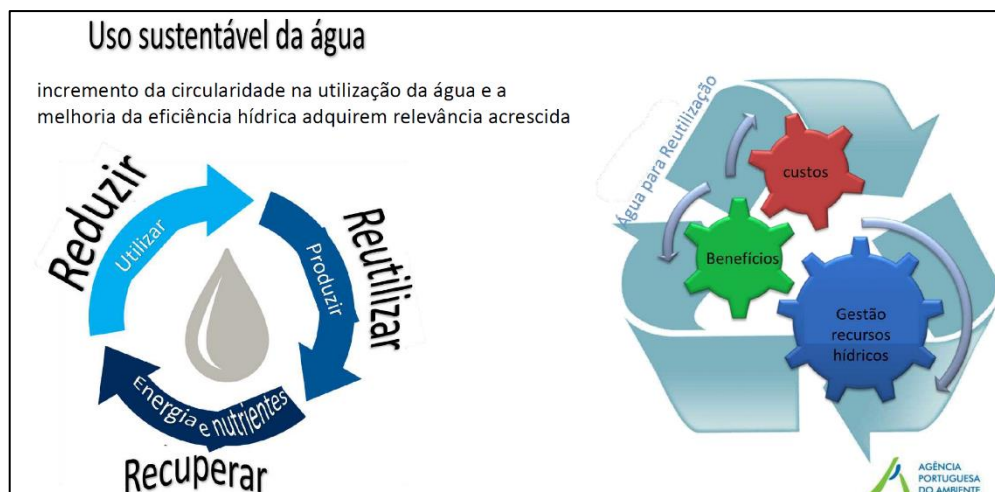 Uso sustentável da água
incremento da circularidade na utilização da água e a
melhoria da eficiência hídrica adquirem relevância acrescida
Reduzir
Utilizar
Reutilizar
Produzir
Energia e nutrientes
Recuperar
Água para Reutilização
custos
Benefícios
Gestão
recursos
hídricos
AGÊNCIA
PORTUGUESA
DO AMBIENTE